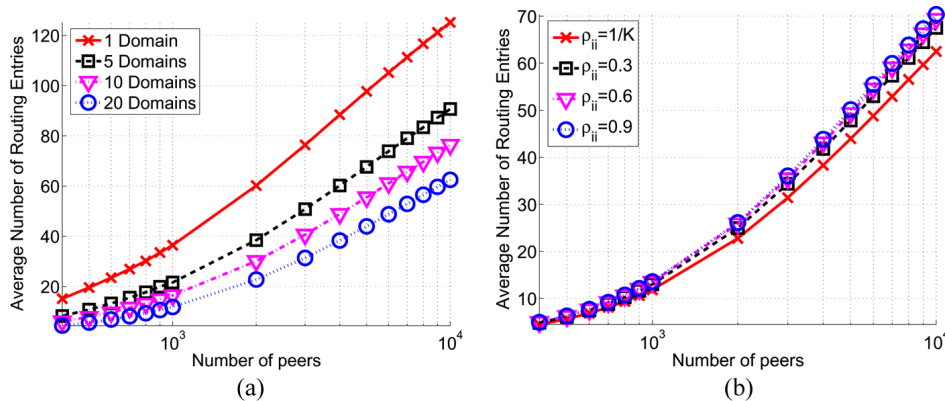 (a)
Average Number of Routing Entries
120
100
80
60
40
20
1 Domain
5 Domains
10 Domains
20 Domains
10³
10⁴
Number of peers
(b)
Average Number of Routing Entries
70
60
50
40
30
20
10
ρii=1/K
ρii=0.3
ρii=0.6
ρii=0.9
10³
10⁴
Number of peers